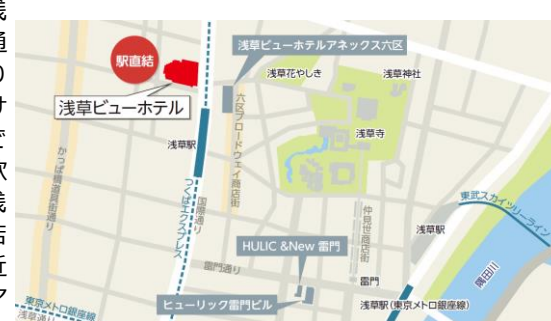 浅草ビューホテルアネックス六区
駅直結
浅草花やしき
浅草神社
浅草ビューホテル
六区ブロードウェイ商店街
浅草寺
浅草駅
かっぱ橋道具街通り
つくばエクスプレス
国際通り
仲見世商店街
東武スカイツリーライン
浅草駅
HULIC &New 雷門
雷門通り
隅田川
雷門
ヒューリック雷門ビル
浅草駅(東京メトロ銀座線)
東京メトロ銀座線
浅草通り
通
り
で